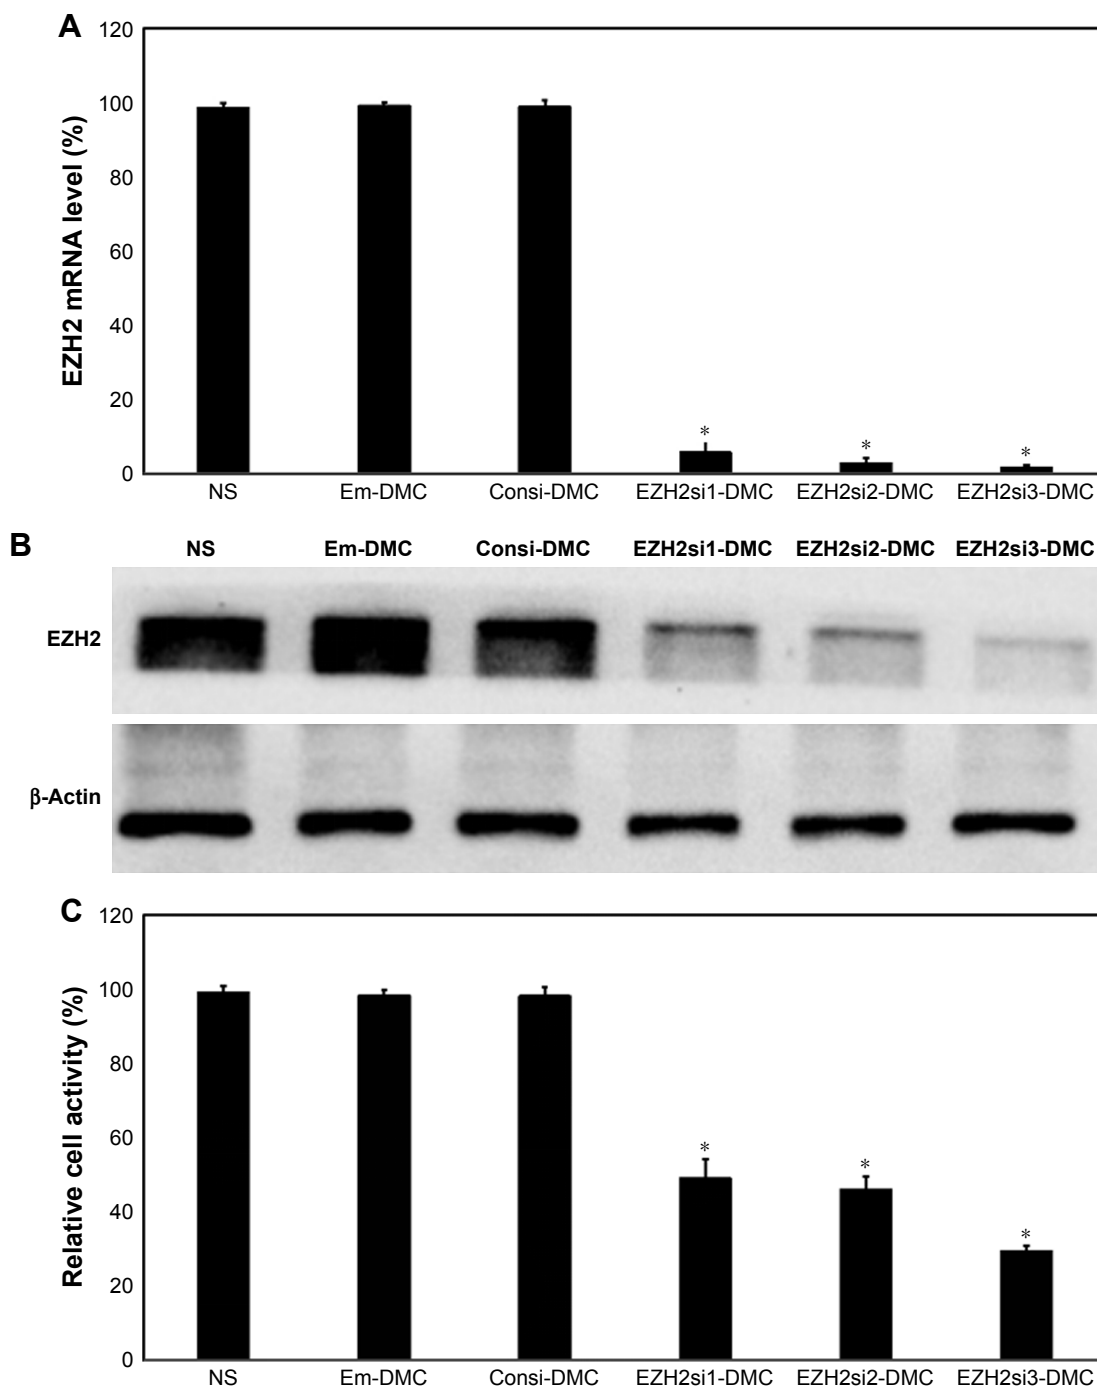 A
120
100
80
60
40
20
0
EZH2 mRNA level (%)
* * *
NS Em-DMC Consi-DMC EZH2si1-DMC EZH2si2-DMC EZH2si3-DMC
B
NS Em-DMC Consi-DMC EZH2si1-DMC EZH2si2-DMC EZH2si3-DMC
EZH2
β-Actin
C
120
100
80
60
40
20
0
Relative cell activity (%)
* * *
NS Em-DMC Consi-DMC EZH2si1-DMC EZH2si2-DMC EZH2si3-DMC